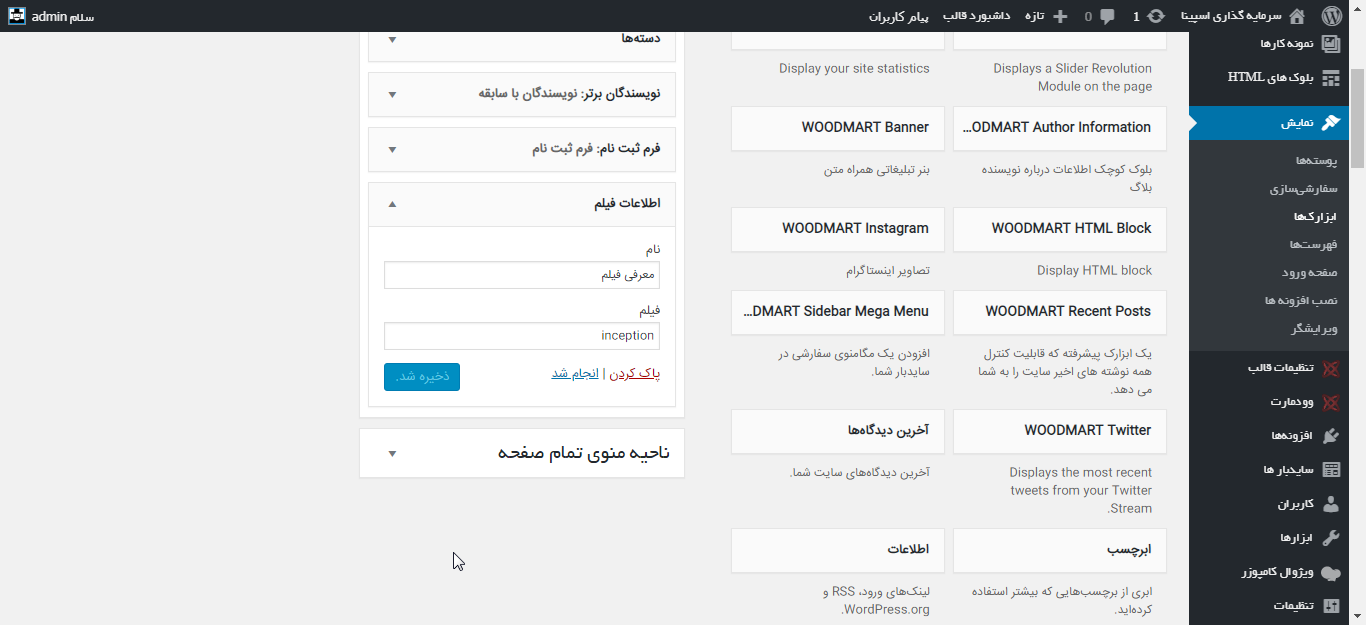 سرمایه گذاری اسپیتا
1
0
تازه
داشبورد قالب
پیام کاربران
سلام admin
نمونه کارها
بلوک های HTML
نمایش
پوسته‌ها
سفارشی‌سازی
ابزارک‌ها
فهرست‌ها
صفحه ورود
نصب افزونه ها
ویرایشگر
تنظیمات قالب
وودمارت
افزونه‌ها
سایدبار ها
کاربران
ابزارها
ویژوال کامپوزر
تنظیمات
Displays a Slider Revolution
Module on the page
Display your site statistics
...ODMART Author Information
WOODMART Banner
بلوک کوچک اطلاعات درباره نویسنده
بلاگ
بنر تبلیغاتی همراه متن
WOODMART HTML Block
WOODMART Instagram
Display HTML block
تصاویر اینستاگرام
WOODMART Recent Posts
...DMART Sidebar Mega Menu
یک ابزارک پیشرفته که قابلیت کنترل
همه نوشته های اخیر سایت را به شما
می دهد.
افزودن یک مگامنوی سفارشی در
سایدبار شما.
WOODMART Twitter
آخرین دیدگاه‌ها
Displays the most recent
tweets from your Twitter
.Stream
آخرین دیدگاه‌های سایت شما.
ابرچسب
اطلاعات
ابری از برچسب‌هایی که بیشتر استفاده
کرده‌اید.
لینک‌های ورود، RSS و
WordPress.org.
دسته‌ها
نویسندگان برتر: نویسندگان با سابقه
فرم ثبت نام: فرم ثبت نام
اطلاعات فیلم
نام
معرفی فیلم
فیلم
inception
پاک کردن | انجام شد
ذخیره شد.
ناحیه منوی تمام صفحه